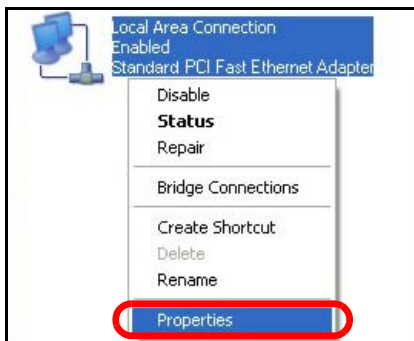 Local Area Connection
Enabled
Standard PCI Fast Ethernet Adapter
Disable
Status
Repair
Bridge Connections
Create Shortcut
Delete
Rename
Properties